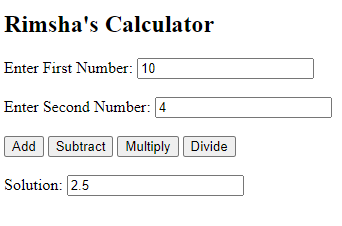 Rimsha's Calculator
Enter First Number: 10
Enter Second Number: 4
Add Subtract Multiply Divide
Solution: 2.5